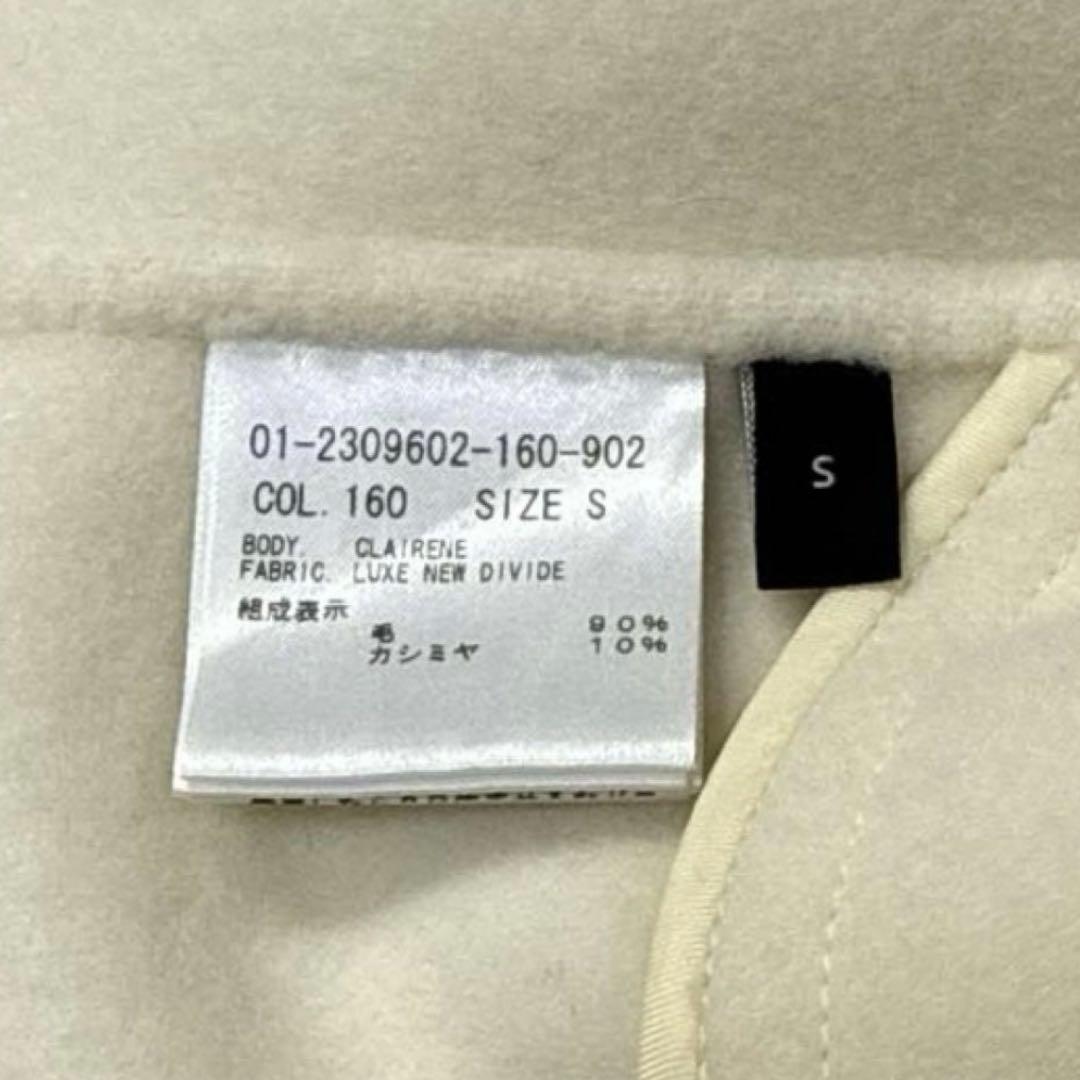 01-2309602-160-902
COL. 160 SIZE S
BODY. CLAIRENE
FABRIC. LUXE NEW DIVIDE
組成表示
毛 90%
カシミヤ 10%
S